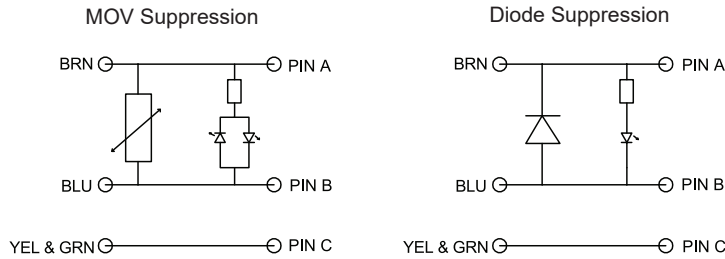 MOV Suppression
BRN
PIN A
BLU
PIN B
YEL & GRN
PIN C
Diode Suppression
BRN
PIN A
BLU
PIN B
YEL & GRN
PIN C